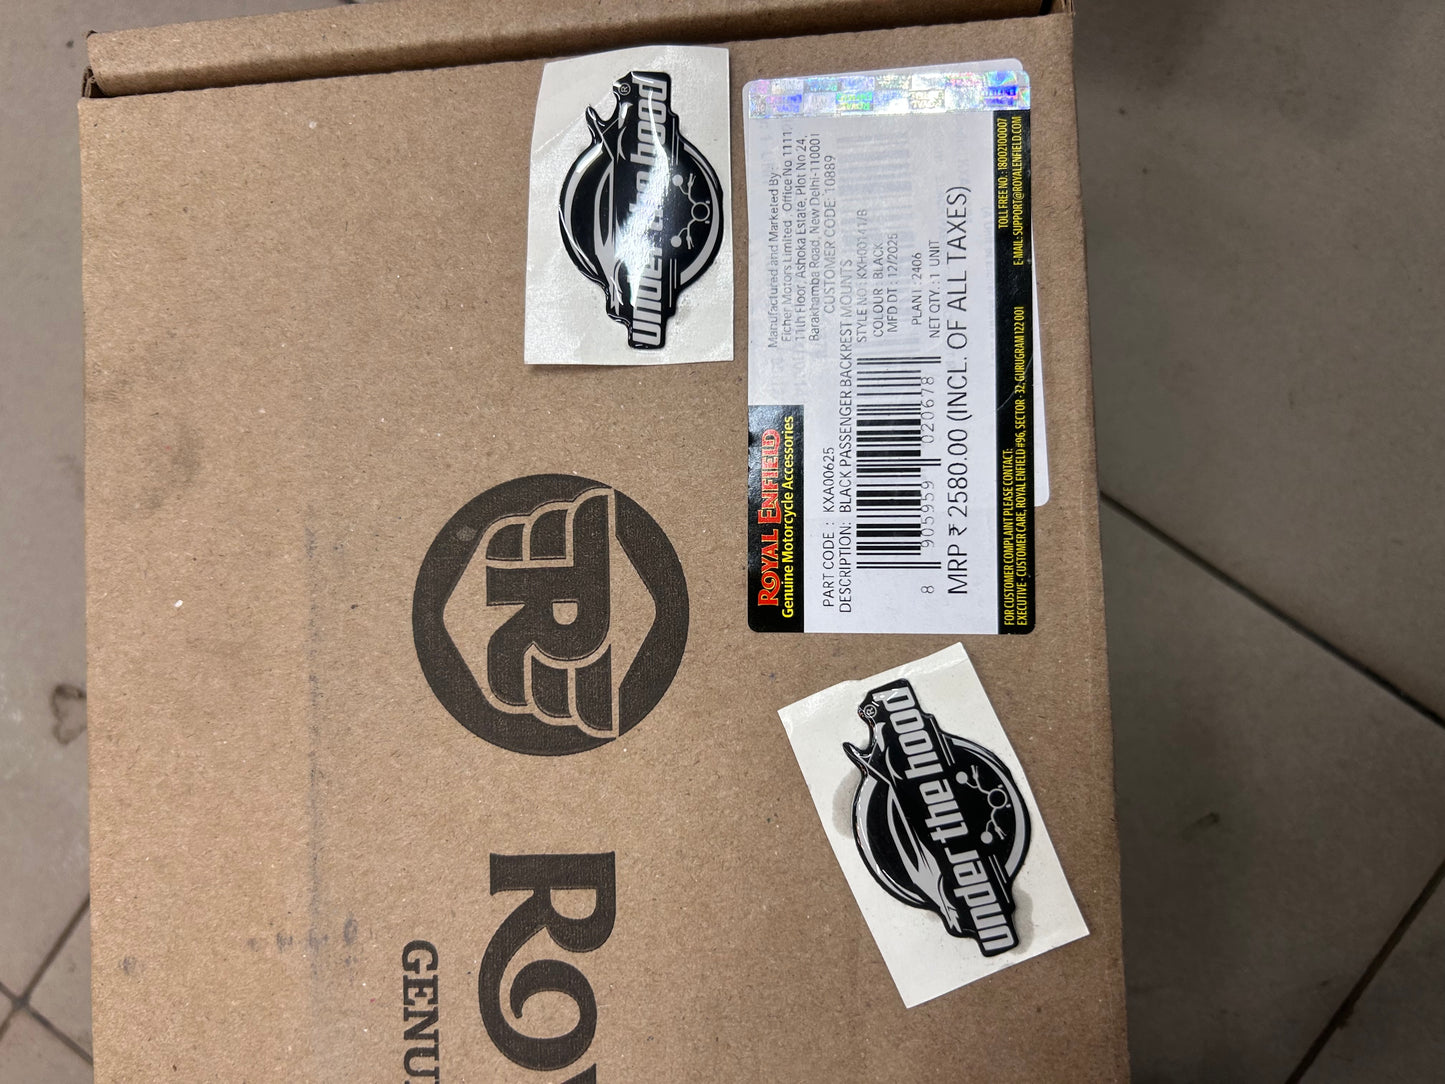 ROYAL ENFIELD
Genuine Motorcycle Accessories
Manufactured and Marketed By:
Eicher Motors Limited Office No 1111,
11th Floor, Ashoka Estate, Plot No 24,
Barakhamba Road, New Delhi-110001
CUSTOMER CODE: 10889
PART CODE : KXA00625
DESCRIPTION: BLACK PASSENGER BACKREST MOUNTS
STYLE NO : KXH00141/B
COLOUR BLACK
MFD DT : 12/2025
PLANT : 2406
NET QTY. : 1 UNIT
8 905959 020678
MRP ₹ 2580.00 (INCL. OF ALL TAXES)
FOR CUSTOMER COMPLAINT PLEASE CONTACT: TOLL FREE NO.: 18002100007
EXECUTIVE - CUSTOMER CARE, ROYAL ENFIELD #96, SECTOR - 32, GURUGRAM 122 001 E-MAIL: SUPPORT@ROYALENFIELD.COM
under the hood ®
under the hood ®
RE
RO
GENU